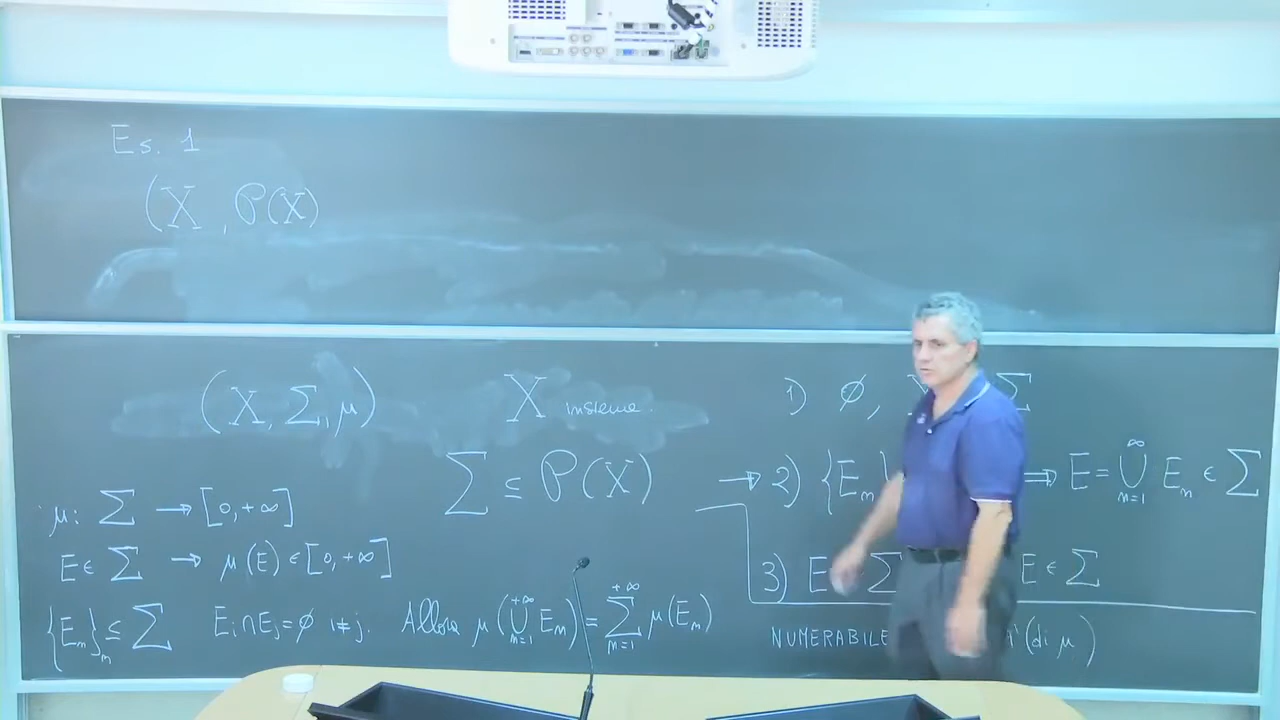 Es. 1
(X, P(X)
(X, Σ, μ)
X insieme.
Σ ⊆ P(X)
μ: Σ → [0, +∞]
E ∈ Σ → μ(E) ∈ [0, +∞]
{E_n}_n ⊆ Σ E_i ∩ E_j = ∅ i ≠ j. Allora μ(⋃_{n=1}^{+∞} E_n) = ∑_{n=1}^{+∞} μ(E_n)
1) ∅, X Σ
→ 2) {E_n} ⇒ E = ⋃_{n=1}^{∞} E_n ∈ Σ
3) E Σ E ∈ Σ
NUMERABILE (di μ)